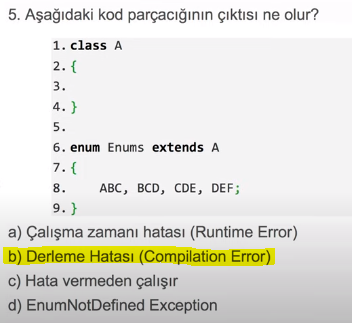 5. Aşağıdaki kod parçacığının çıktısı ne olur?
1. class A
2. {
3.
4. }
5.
6. enum Enums extends A
7. {
8. ABC, BCD, CDE, DEF;
9. }
a) Çalışma zamanı hatası (Runtime Error)
b) Derleme Hatası (Compilation Error)
c) Hata vermeden çalışır
d) EnumNotDefined Exception